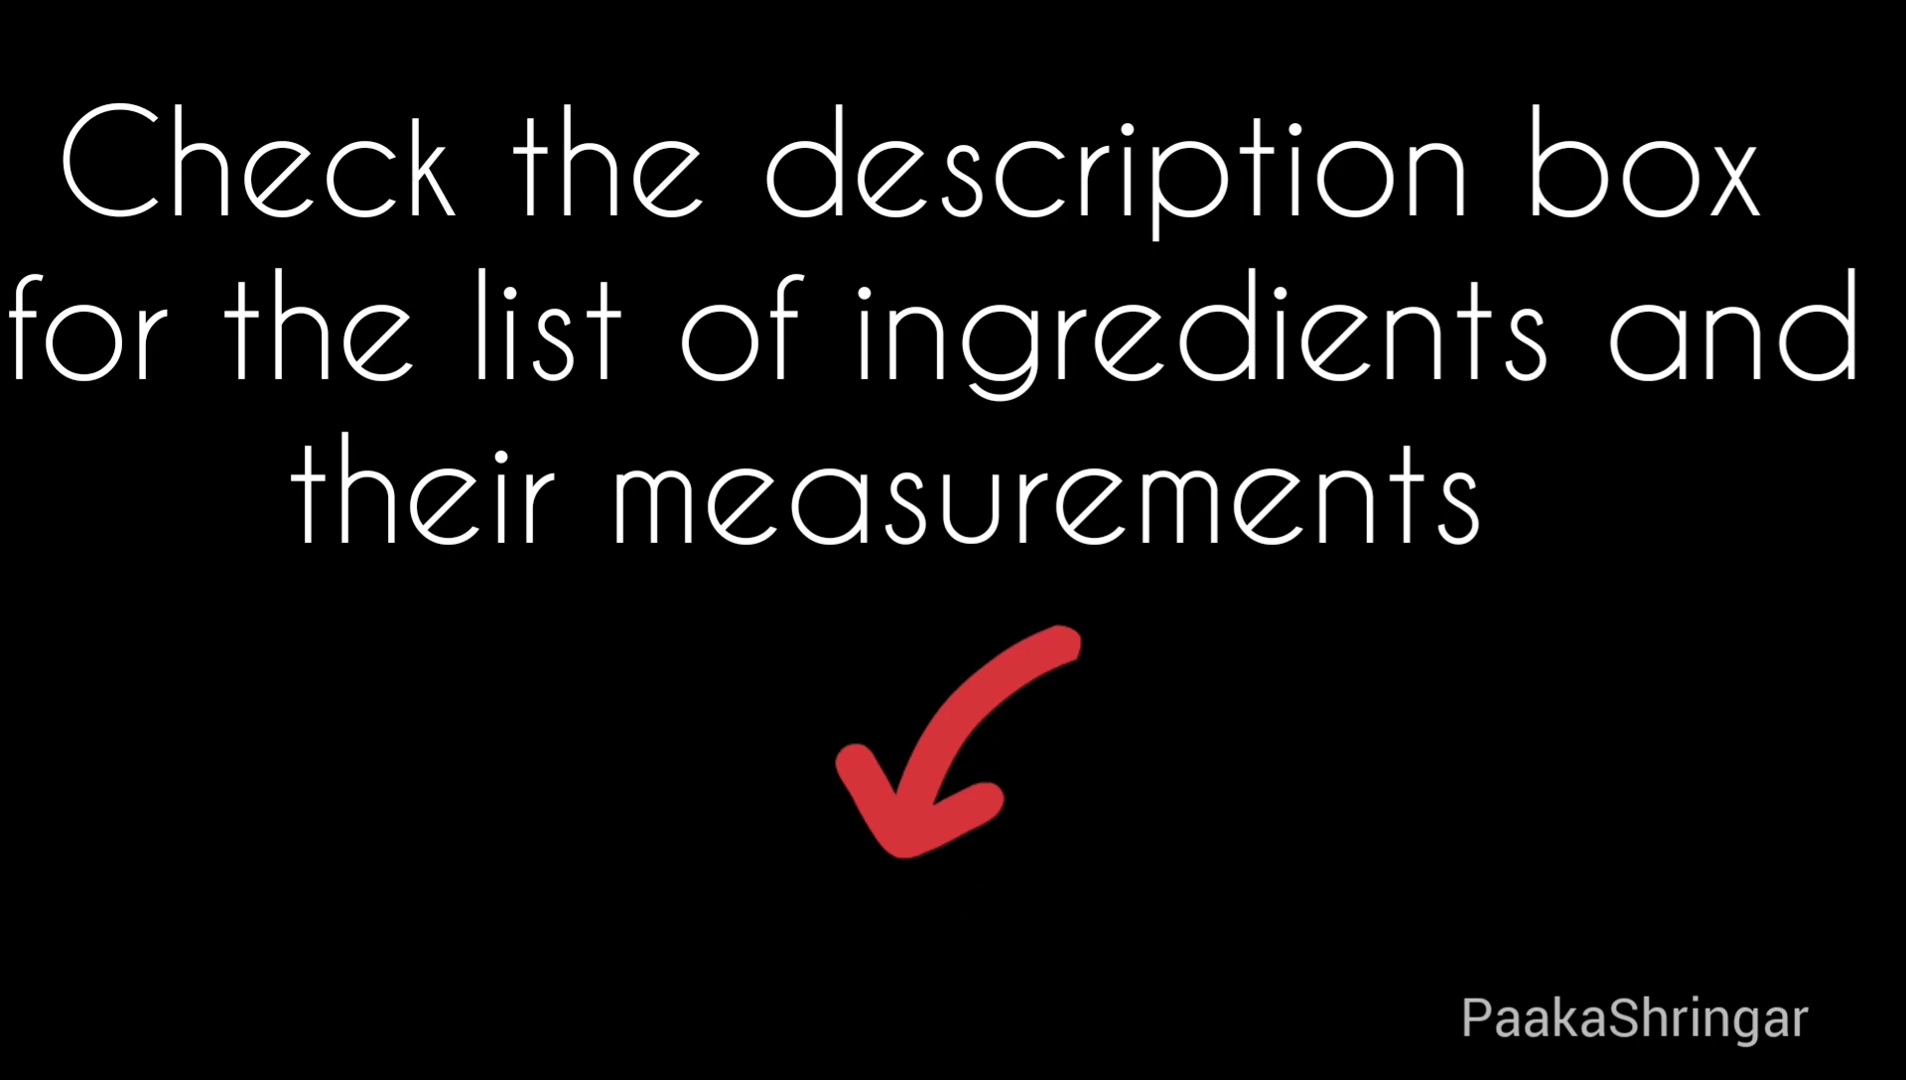 Check the description box
for the list of ingredients and
their measurements
PaakaShringar